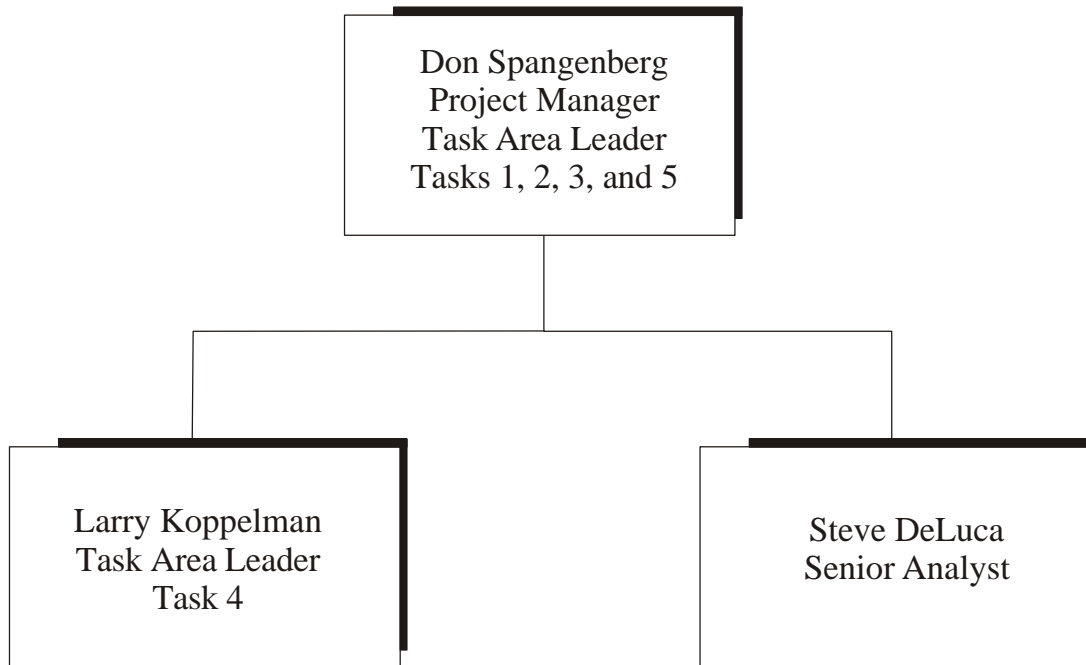 Don Spangenberg
Project Manager
Task Area Leader
Tasks 1, 2, 3, and 5
Larry Koppelman
Task Area Leader
Task 4
Steve DeLuca
Senior Analyst